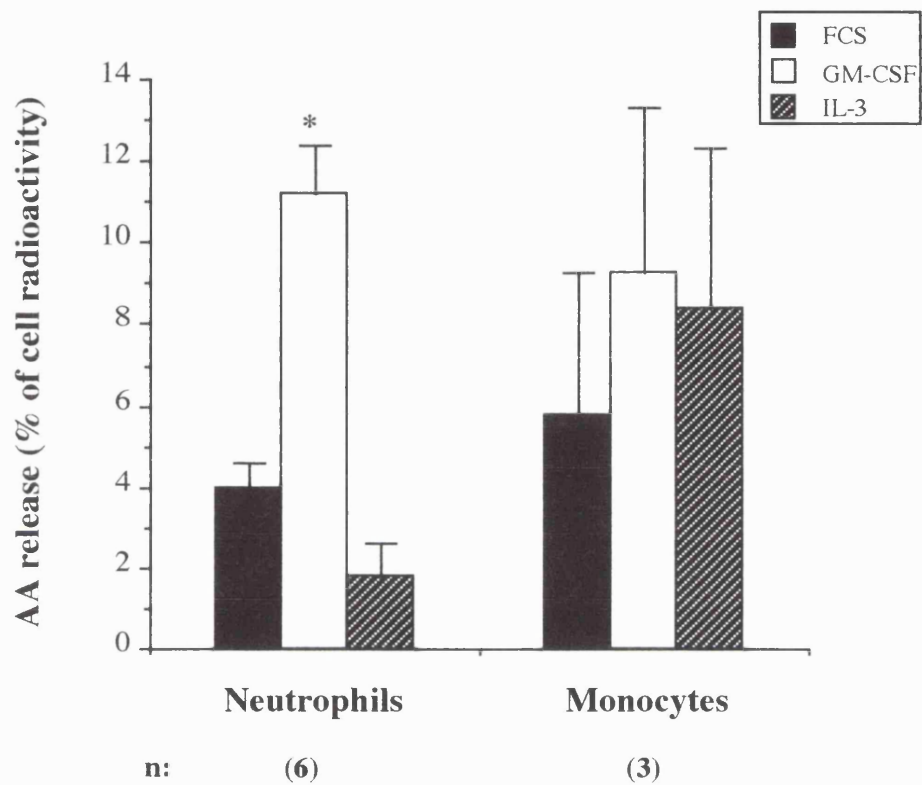 FCS
GM-CSF
IL-3
AA release (% of cell radioactivity)
14
12
10
8
6
4
2
0
*
Neutrophils
Monocytes
n:
(6)
(3)